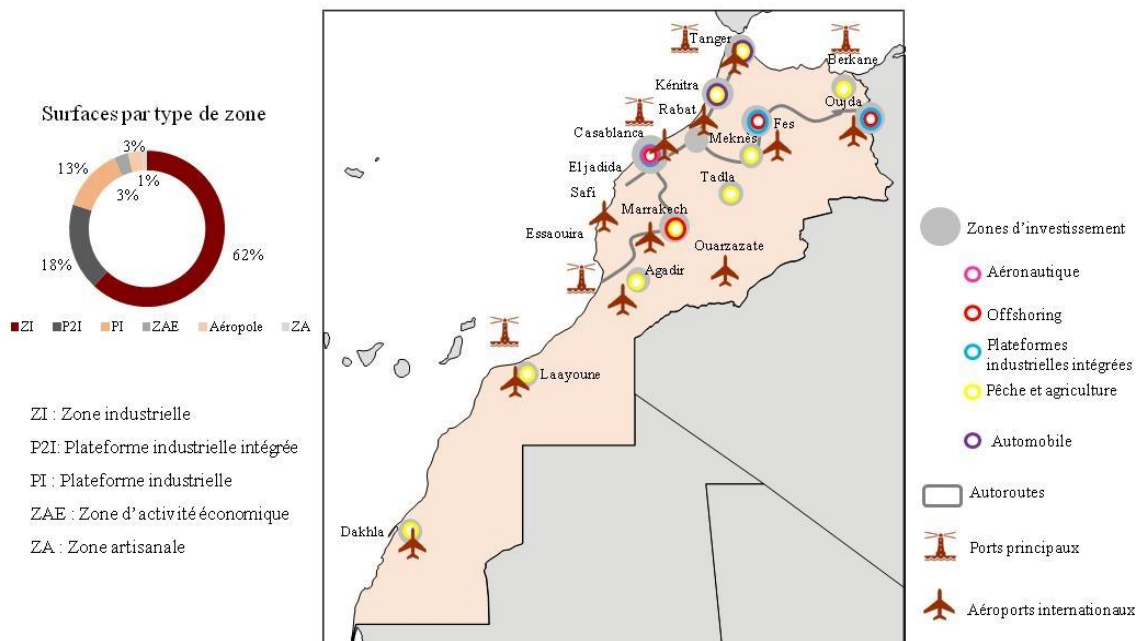 Surfaces par type de zone
3%
13%
1%
3%
18%
62%
ZI P2I PI ZAE Aéropole ZA
ZI : Zone industrielle
P2I: Plateforme industrielle intégrée
PI : Plateforme industrielle
ZAE : Zone d'activité économique
ZA : Zone artisanale
Tanger
Berkane
Kénitra
Oujda
Rabat
Fes
Casablanca
Meknès
El jadida
Tadla
Safi
Marrakech
Essaouira
Ouarzazate
Agadir
Laayoune
Dakhla
Zones d'investissement
Aéronautique
Offshoring
Plateformes
industrielles intégrées
Pêche et agriculture
Automobile
Autoroutes
Ports principaux
Aéroports internationaux